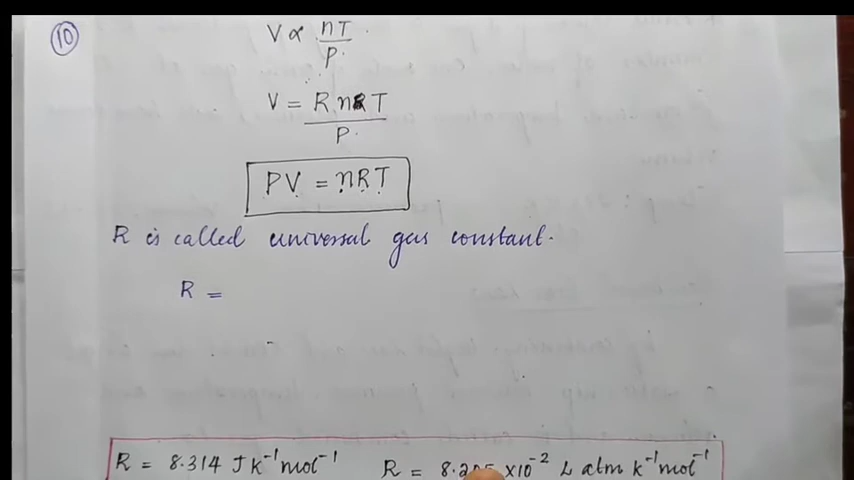 10
V ∝ nT / P
V = R n T / P
PV = nRT
R is called universal gas constant.
R =
R = 8.314 J k⁻¹ mol⁻¹ R = ×10⁻² L atm k⁻¹ mol⁻¹